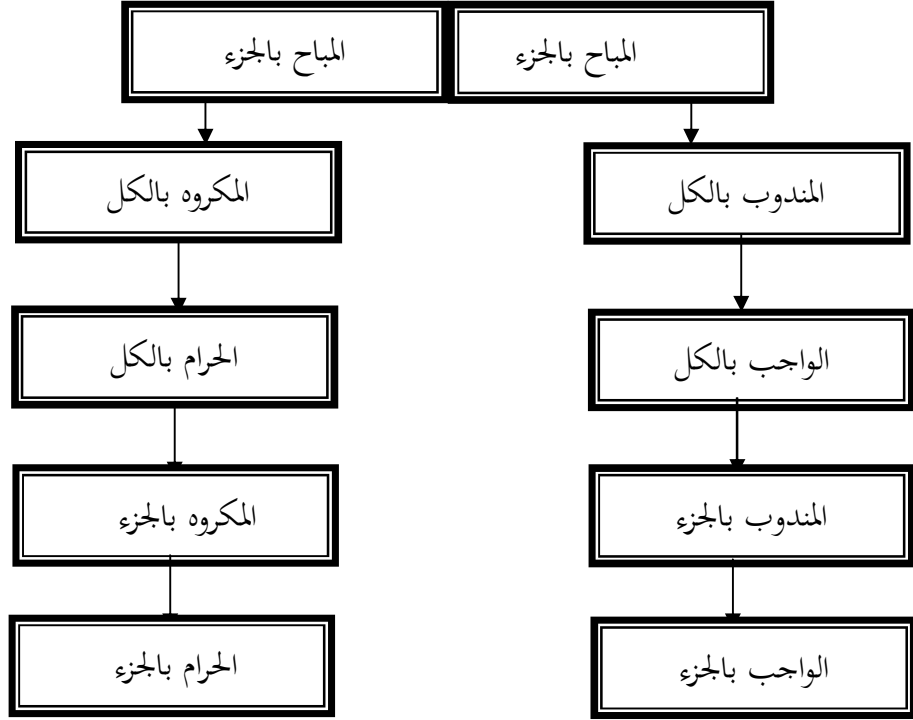 المباح بالجزء
المباح بالجزء
المندوب بالكل
المكروه بالكل
الواجب بالكل
الحرام بالكل
المندوب بالجزء
المكروه بالجزء
الواجب بالجزء
الحرام بالجزء